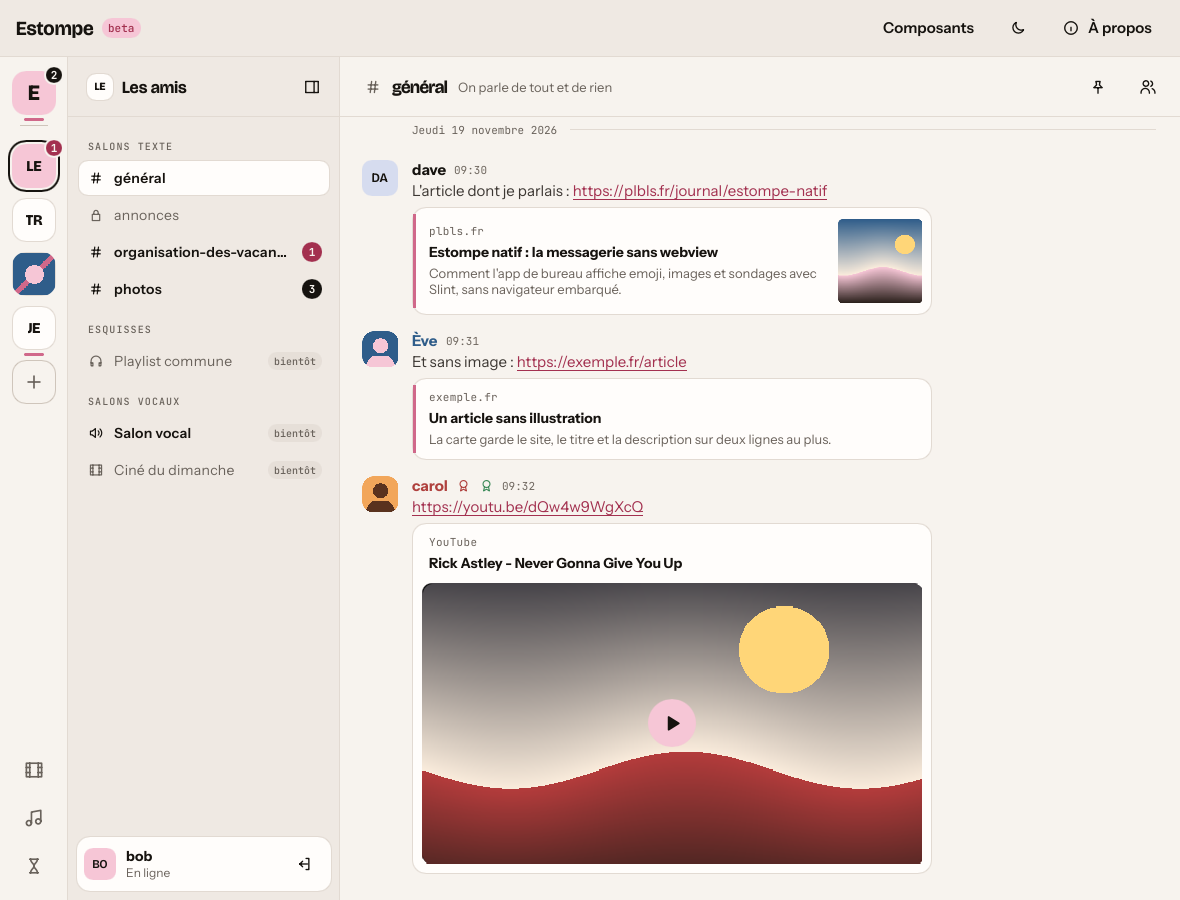 Estompe beta
Composants
À propos
E 2
LE 1
TR
JE
LE Les amis
SALONS TEXTE
# général
annonces
# organisation-des-vacan... 1
# photos 3
ESQUISSES
Playlist commune bientôt
SALONS VOCAUX
Salon vocal bientôt
Ciné du dimanche bientôt
BO bob
En ligne
# général On parle de tout et de rien
Jeudi 19 novembre 2026
DA dave 09:30
L'article dont je parlais : https://plbls.fr/journal/estompe-natif
plbls.fr
Estompe natif : la messagerie sans webview
Comment l'app de bureau affiche emoji, images et sondages avec
Slint, sans navigateur embarqué.
Ève 09:31
Et sans image : https://exemple.fr/article
exemple.fr
Un article sans illustration
La carte garde le site, le titre et la description sur deux lignes au plus.
carol 09:32
https://youtu.be/dQw4w9WgXcQ
YouTube
Rick Astley - Never Gonna Give You Up